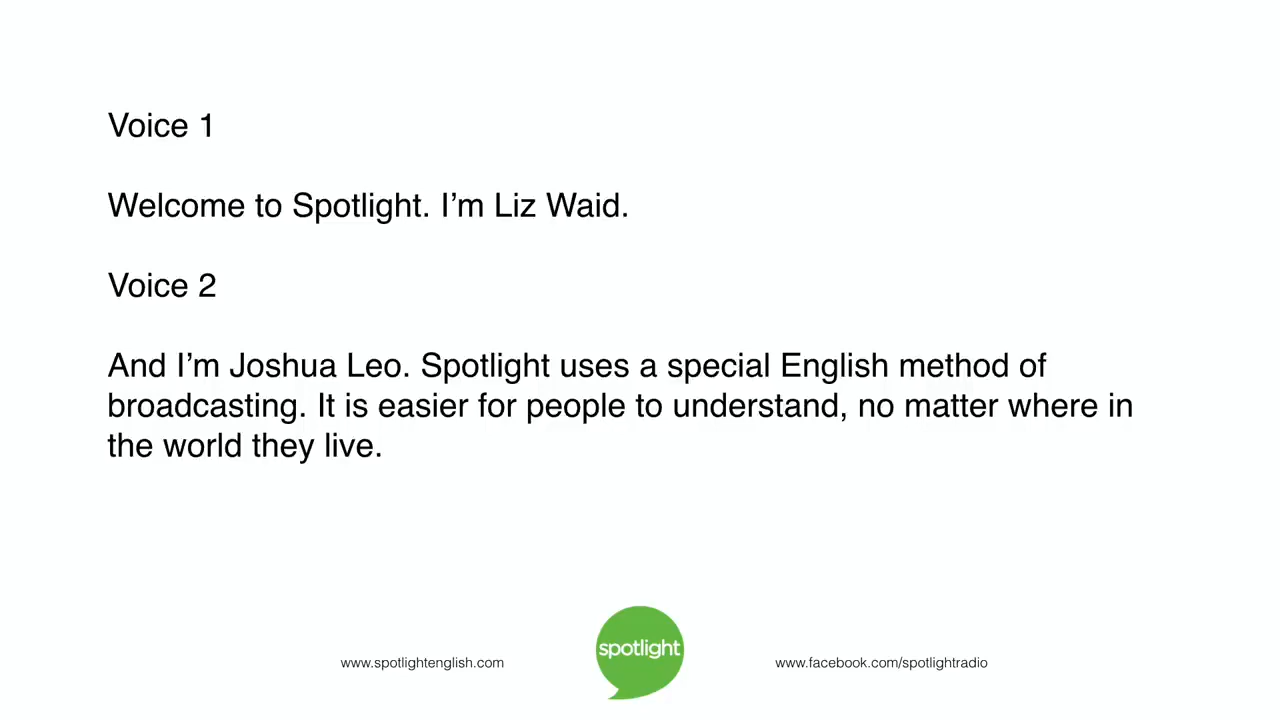 Voice 1
Welcome to Spotlight. I’m Liz Waid.
Voice 2
And I’m Joshua Leo. Spotlight uses a special English method of
broadcasting. It is easier for people to understand, no matter where in
the world they live.
www.spotlightenglish.com
spotlight
www.facebook.com/spotlightradio